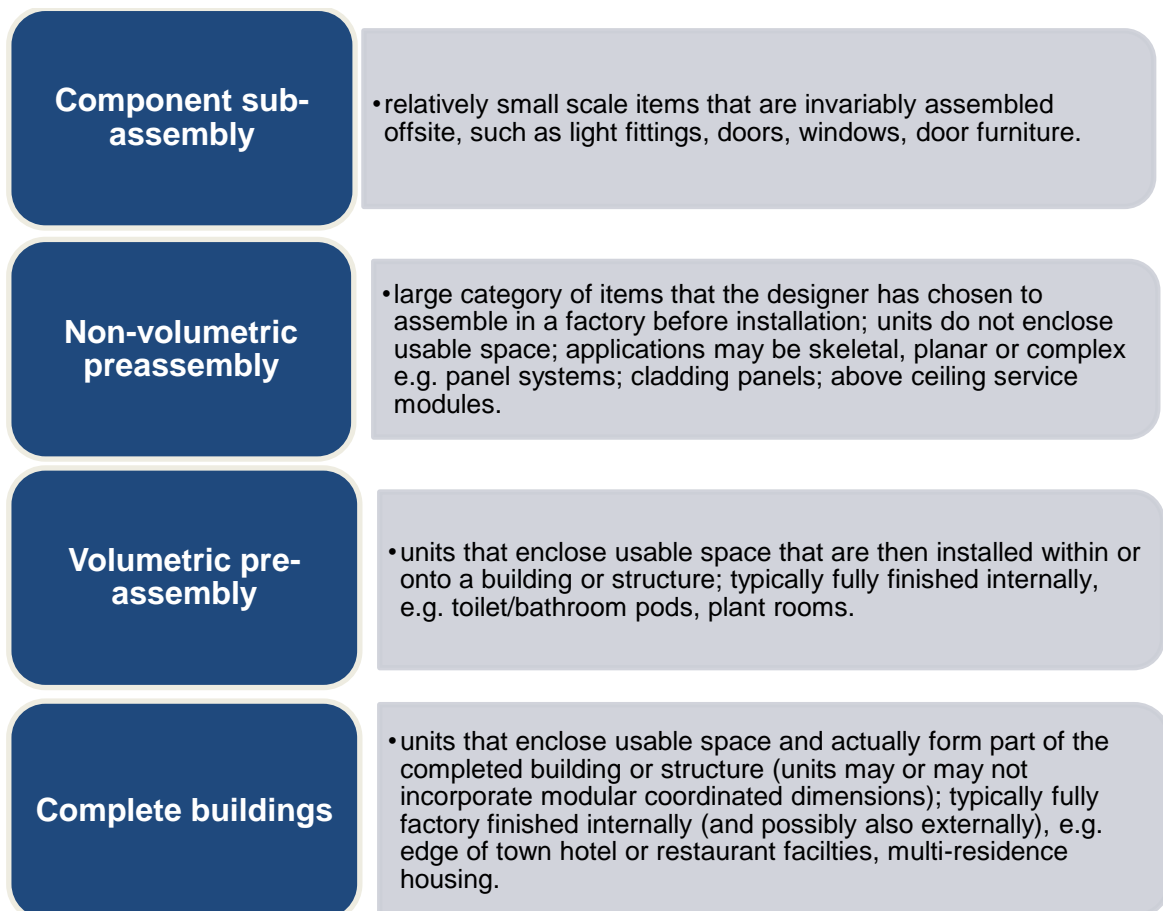 Component sub-
assembly
•relatively small scale items that are invariably assembled
offsite, such as light fittings, doors, windows, door furniture.
Non-volumetric
preassembly
•large category of items that the designer has chosen to
assemble in a factory before installation; units do not enclose
usable space; applications may be skeletal, planar or complex
e.g. panel systems; cladding panels; above ceiling service
modules.
Volumetric pre-
assembly
•units that enclose usable space that are then installed within or
onto a building or structure; typically fully finished internally,
e.g. toilet/bathroom pods, plant rooms.
Complete buildings
•units that enclose usable space and actually form part of the
completed building or structure (units may or may not
incorporate modular coordinated dimensions); typically fully
factory finished internally (and possibly also externally), e.g.
edge of town hotel or restaurant facilties, multi-residence
housing.